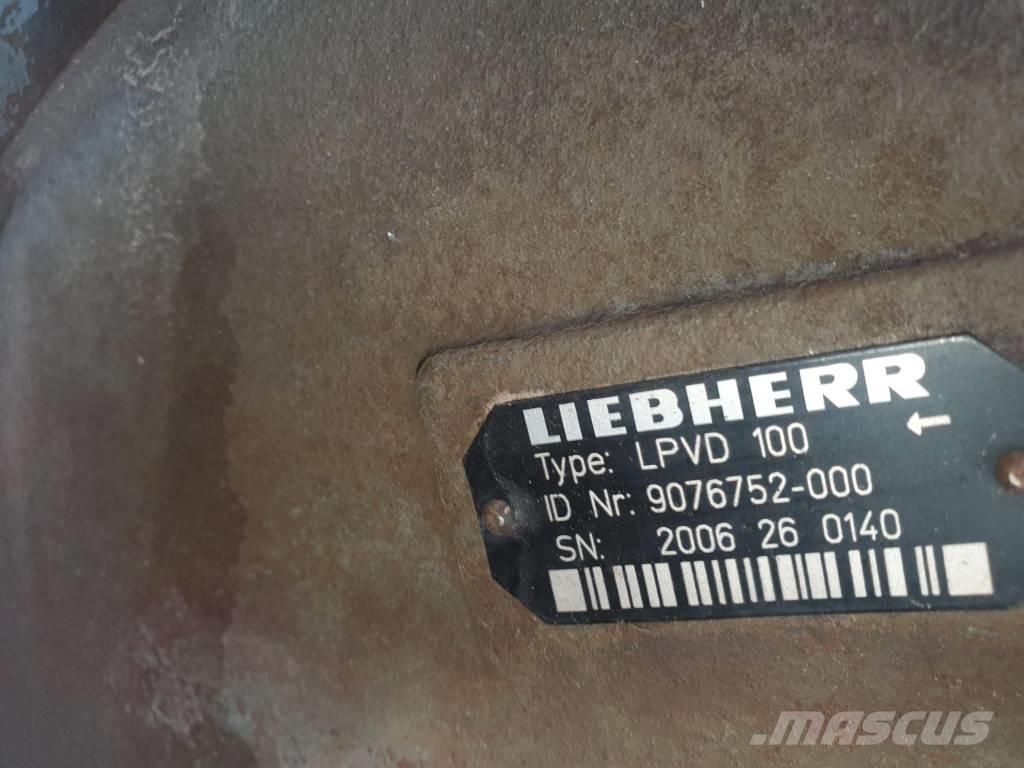 LIEBHERR
Type: LPVD 100
ID Nr: 9076752-000
SN: 2006 26 0140
MASCUS